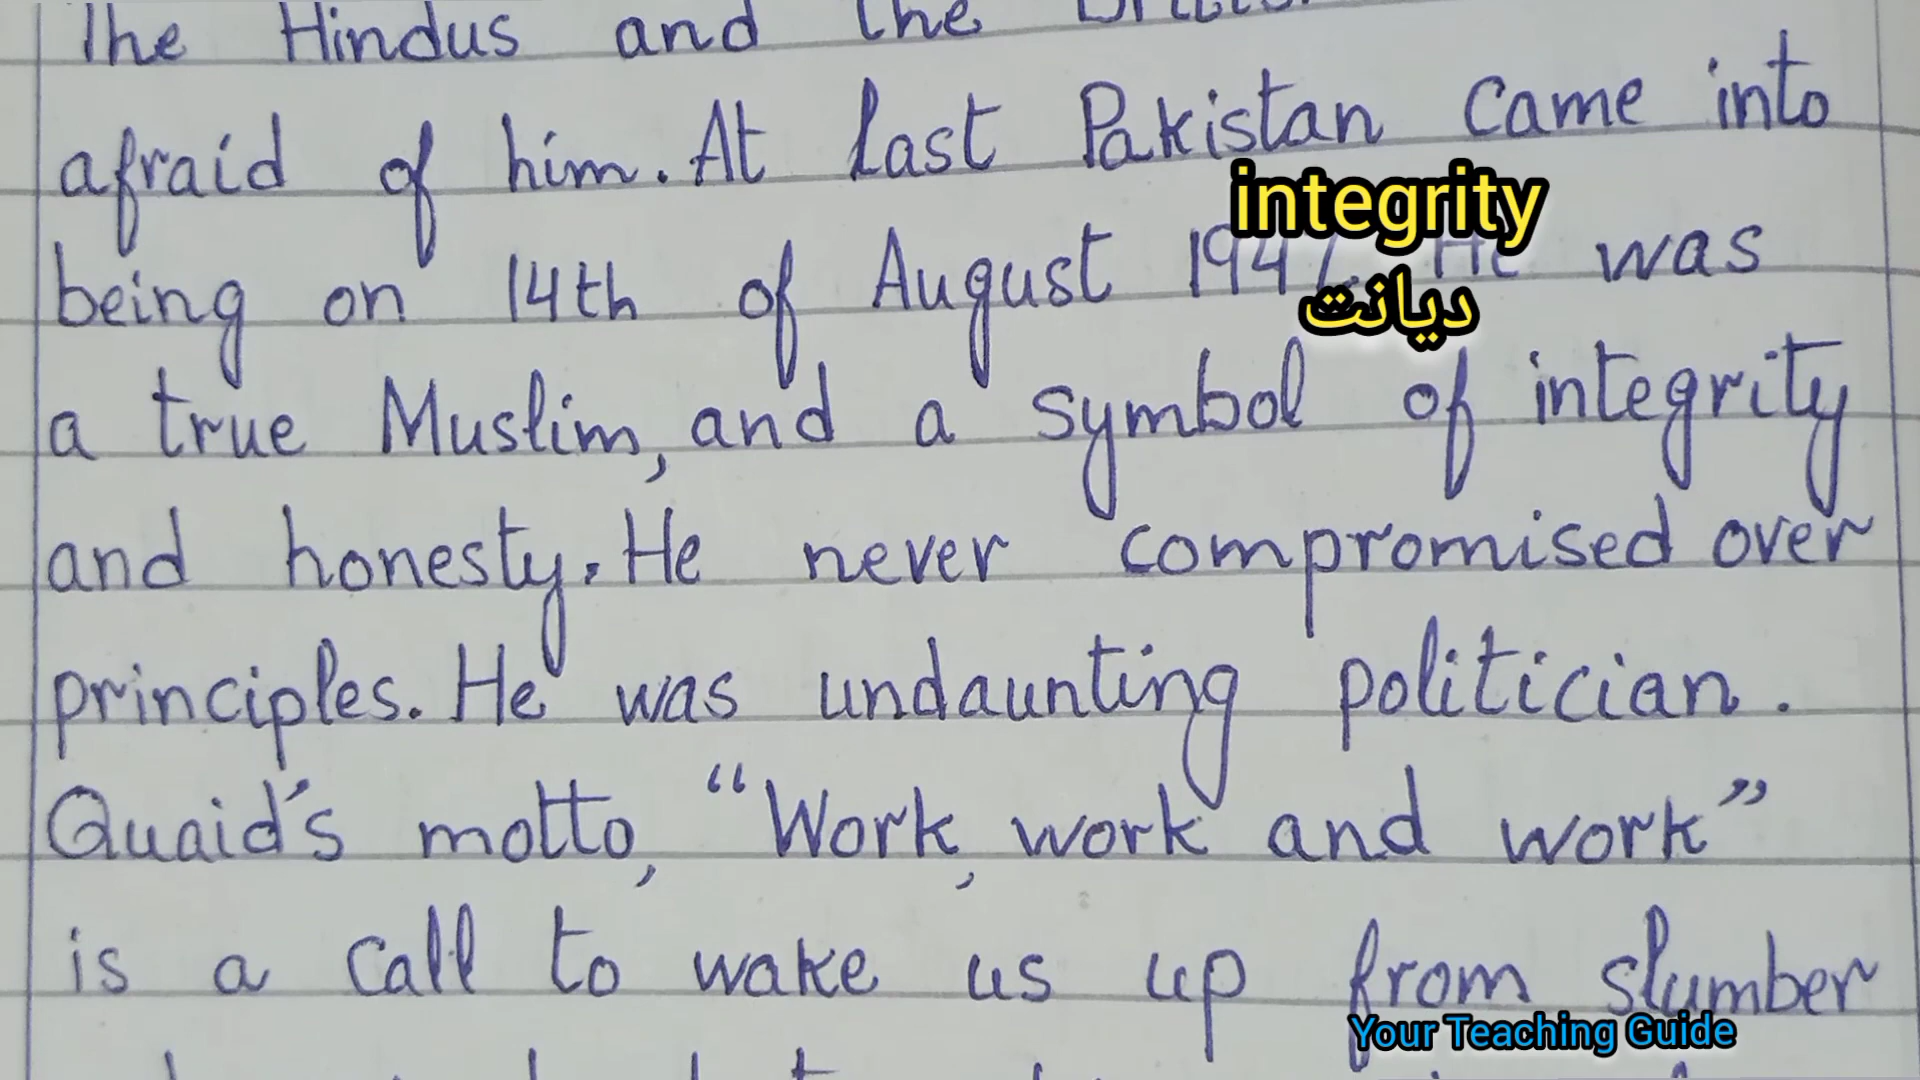 The Hindus and the
afraid of him. At last Pakistan came into
integrity
being on 14th of August 1947. He was
دیانت
a true Muslim, and a symbol of integrity
and honesty. He never compromised over
principles. He was undaunting politician.
Quaid's motto, "Work, work and work"
is a call to wake us up from slumber
Your Teaching Guide